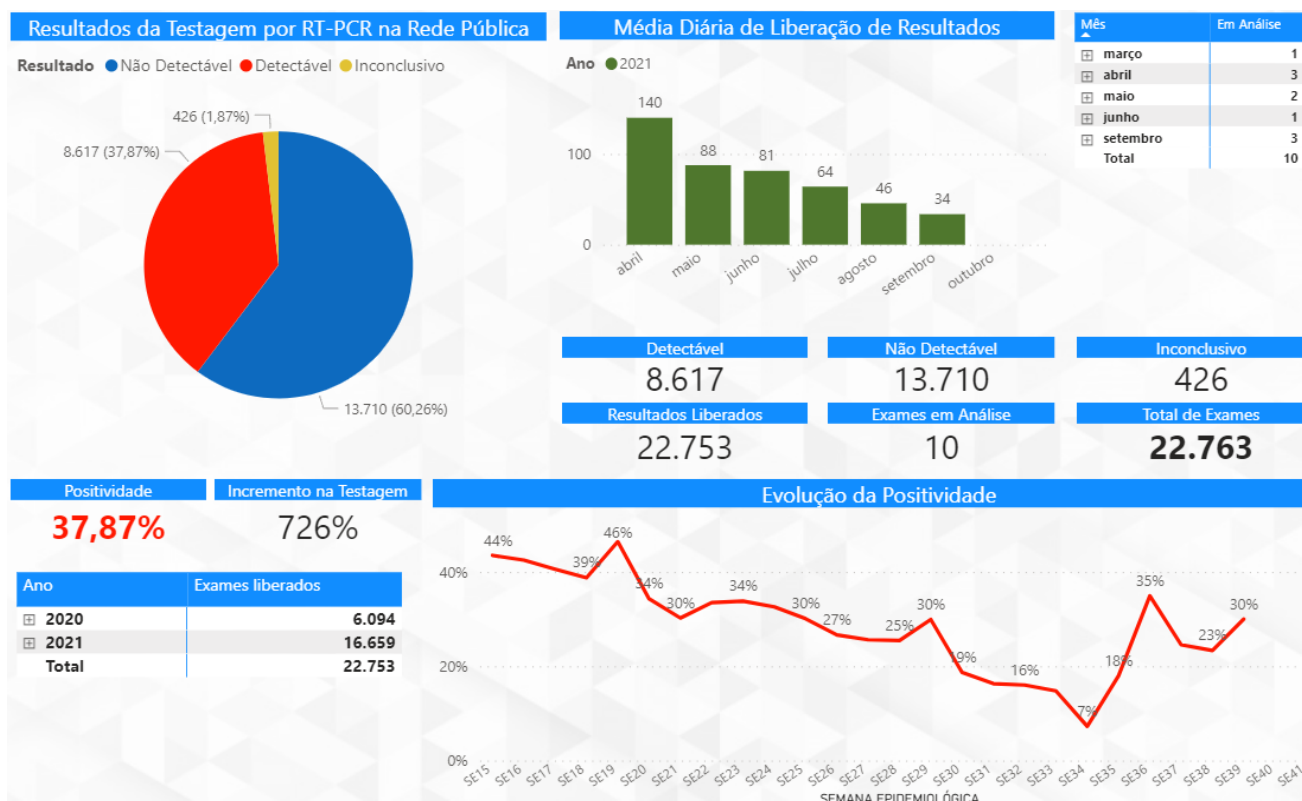 Resultados da Testagem por RT-PCR na Rede Pública
Resultado Não Detectável Detectável Inconclusivo
426 (1,87%)
8.617 (37,87%)
13.710 (60,26%)
Média Diária de Liberação de Resultados
Ano 2021
140
88
81
64
46
34
100
0
abril
maio
junho
julho
agosto
setembro
outubro
Mês Em Análise
março 1
abril 3
maio 2
junho 1
setembro 3
Total 10
Detectável Não Detectável Inconclusivo
8.617 13.710 426
Resultados Liberados Exames em Análise Total de Exames
22.753 10 22.763
Positividade Incremento na Testagem
37,87% 726%
Ano Exames liberados
2020 6.094
2021 16.659
Total 22.753
Evolução da Positividade
44%
39%
46%
34%
30%
34%
30%
27%
25%
30%
19%
16%
7%
18%
35%
23%
30%
40%
20%
0%
SE15 SE16 SE17 SE18 SE19 SE20 SE21 SE22 SE23 SE24 SE25 SE26 SE27 SE28 SE29 SE30 SE31 SE32 SE33 SE34 SE35 SE36 SE37 SE38 SE39 SE40 SE41
SEMANA EPIDEMIOLÓGICA